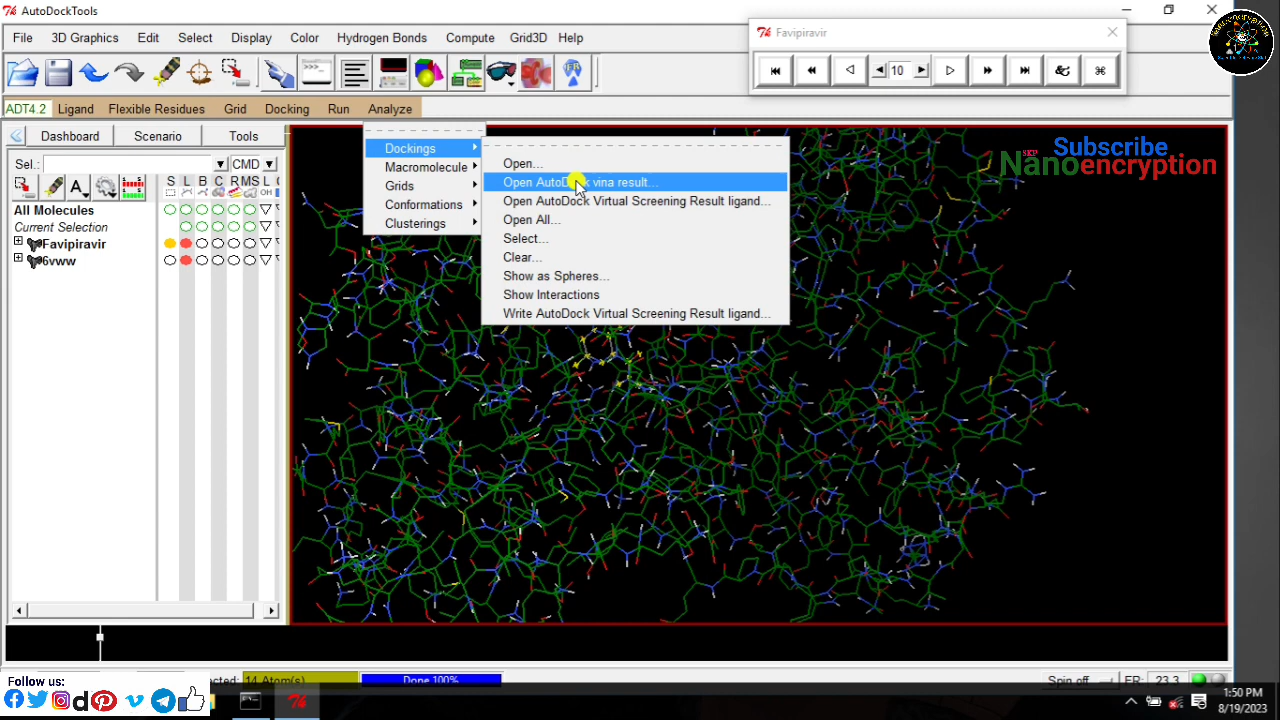 AutoDockTools
File 3D Graphics Edit Select Display Color Hydrogen Bonds Compute Grid3D Help
Favipiravir
10
ADT4.2 Ligand Flexible Residues Grid Docking Run Analyze
Dashboard Scenario Tools
Sel.: CMD
S L B C R MS L
All Molecules
Current Selection
Favipiravir
6vww
Dockings
Macromolecule
Grids
Conformations
Clusterings
Open...
Open AutoDock vina result...
Open AutoDock Virtual Screening Result ligand...
Open All...
Select...
Clear...
Show as Spheres...
Show Interactions
Write AutoDock Virtual Screening Result ligand...
Subscribe
SKP
Nanoencryption
14 Atom(s)
Done 100%
Spin off
FR: 23.3
Follow us:
1:50 PM
8/19/2023